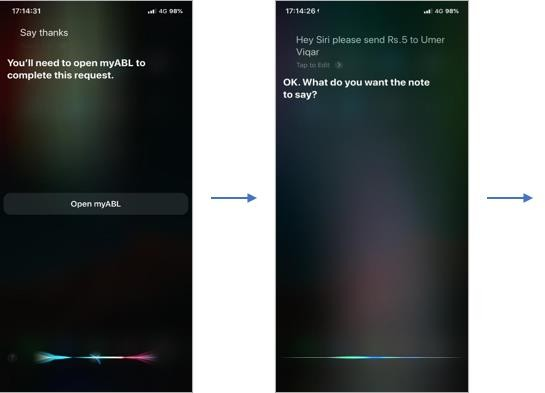 17:14:31
4G 98%
Say thanks
You'll need to open myABL to
complete this request.
Open myABL
17:14:26
4G 98%
Hey Siri please send Rs.5 to Umer
Viqar
Tap to Edit
OK. What do you want the note
to say?